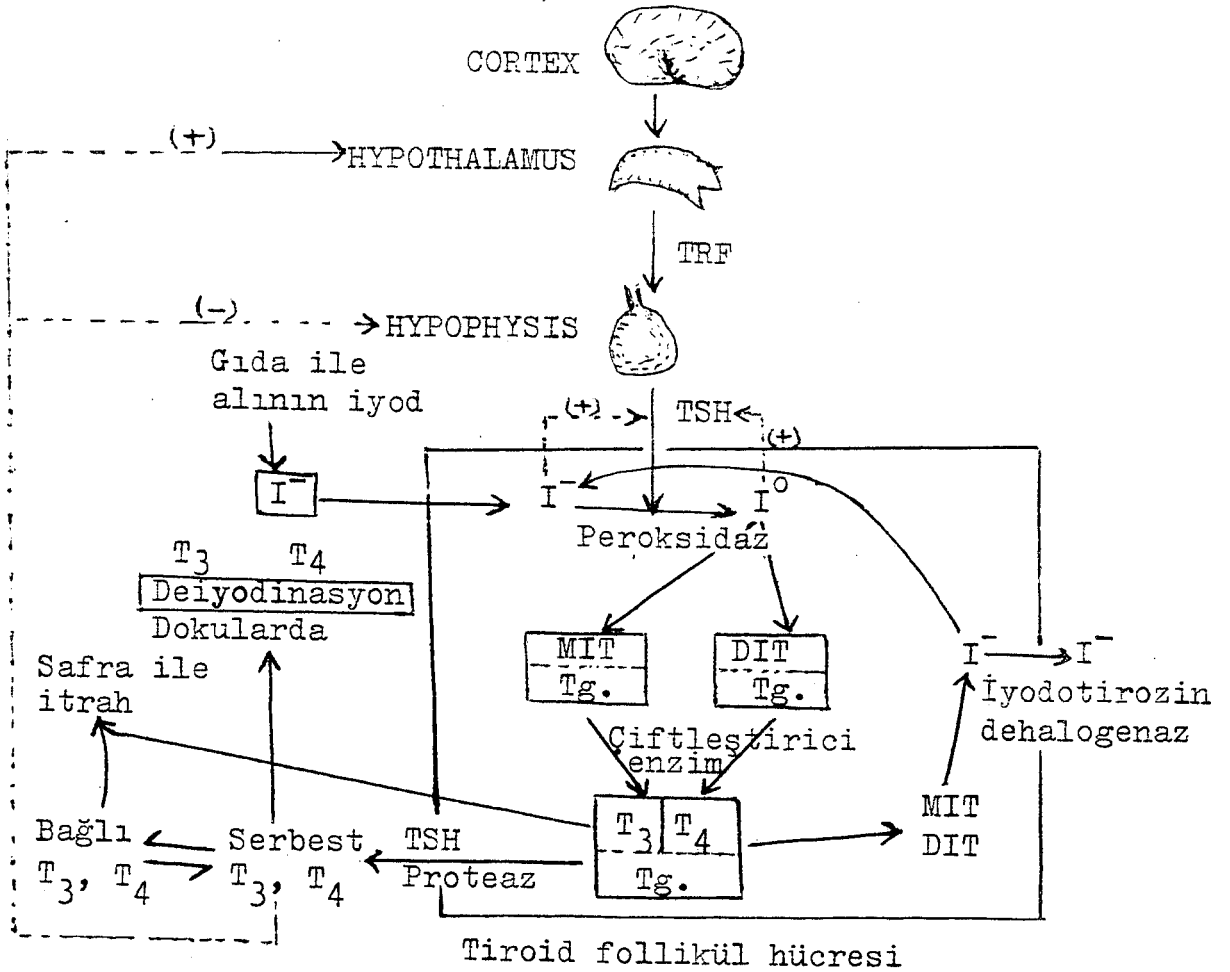 CORTEX
(+)
HYPOTHALAMUS
TRF
(-)
HYPOPHYSIS
Gıda ile
alının iyod
(+)
TSH
(+)
I⁻
I⁻
I⁰
Peroksidaz
T₃ T₄
Deiyodinasyon
Dokularda
MIT
Tg.
DIT
Tg.
I⁻
I⁻
İyodotirozin
dehalogenaz
Safra ile
itrah
Çiftleştirici
enzim
T₃ T₄
Tg.
MIT
DIT
Bağlı
T₃, T₄
Serbest
T₃, T₄
TSH
Proteaz
Tiroid follikül hücresi